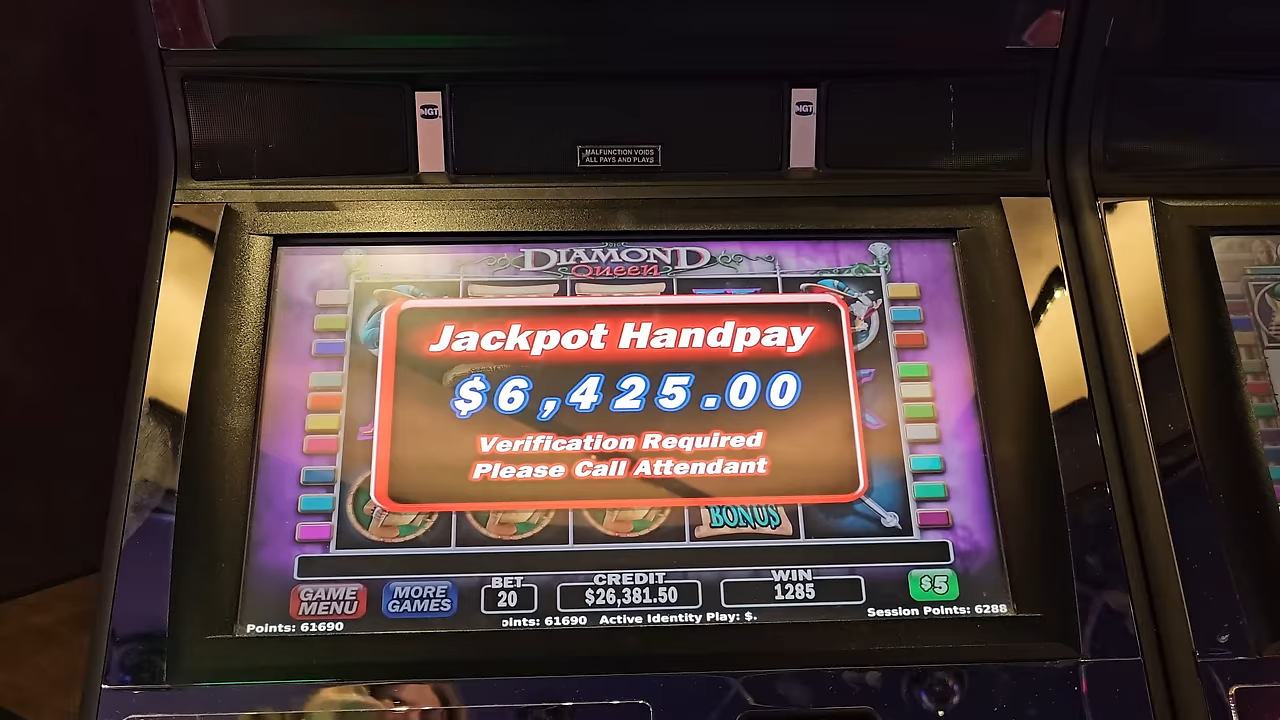 IGT
IGT
MALFUNCTION VOIDS
ALL PAYS AND PLAYS
DIAMOND
Queen
Jackpot Handpay
$6,425.00
Verification Required
Please Call Attendant
BONUS
GAME
MENU
MORE
GAMES
BET
20
CREDIT
$26,381.50
WIN
1285
$5
Points: 61690
oints: 61690 Active Identity Play: $.
Session Points: 6288